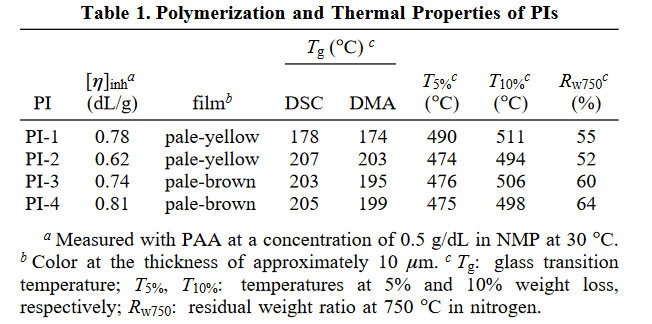 Table 1. Polymerization and Thermal Properties of PIs
Tg (°C) c
PI [η]inh a (dL/g) film b DSC DMA T5% c (°C) T10% c (°C) Rw750 c (%)
PI-1 0.78 pale-yellow 178 174 490 511 55
PI-2 0.62 pale-yellow 207 203 474 494 52
PI-3 0.74 pale-brown 203 195 476 506 60
PI-4 0.81 pale-brown 205 199 475 498 64
a Measured with PAA at a concentration of 0.5 g/dL in NMP at 30 °C.
b Color at the thickness of approximately 10 μm. c Tg: glass transition
temperature; T5%, T10%: temperatures at 5% and 10% weight loss,
respectively; Rw750: residual weight ratio at 750 °C in nitrogen.